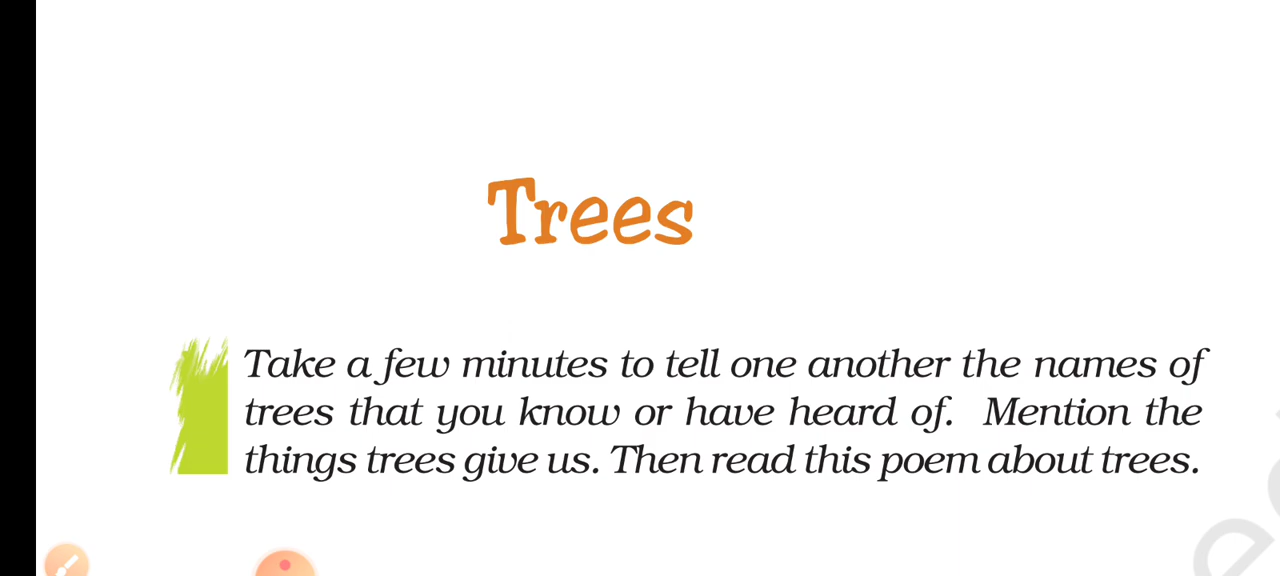 Trees
Take a few minutes to tell one another the names of
trees that you know or have heard of. Mention the
things trees give us. Then read this poem about trees.